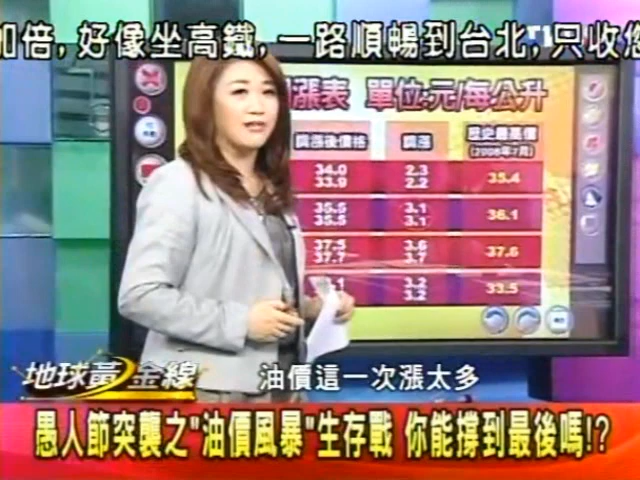 加倍, 好像坐高鐵, 一路順暢到台北, 只收您
漲表 單位:元/每公升
調漲後價格 調漲 歷史最高價
(2008年7月)
34.0 2.3 35.4
33.9 2.2
35.5 3.1 36.1
35.5 3.1
37.5 3.6 37.6
37.7 3.7
.1 3.2 33.5
3.2
地球黃金線
油價這一次漲太多
愚人節突襲之"油價風暴"生存戰 你能撐到最後嗎!?